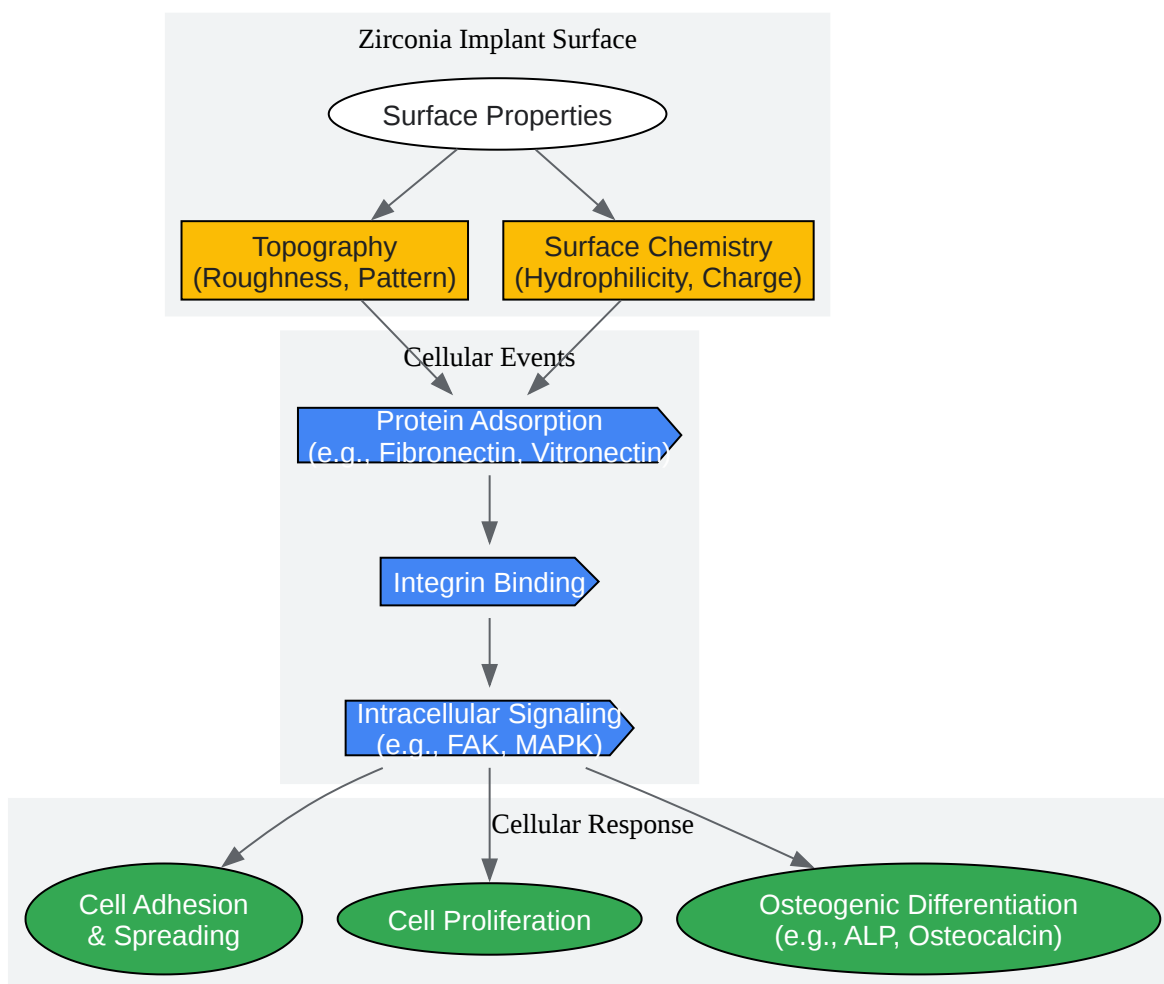 Zirconia Implant Surface
Surface Properties
Topography
(Roughness, Pattern)
Surface Chemistry
(Hydrophilicity, Charge)
Cellular Events
Protein Adsorption
(e.g., Fibronectin, Vitronectin)
Integrin Binding
Intracellular Signaling
(e.g., FAK, MAPK)
Cellular Response
Cell Adhesion
& Spreading
Cell Proliferation
Osteogenic Differentiation
(e.g., ALP, Osteocalcin)